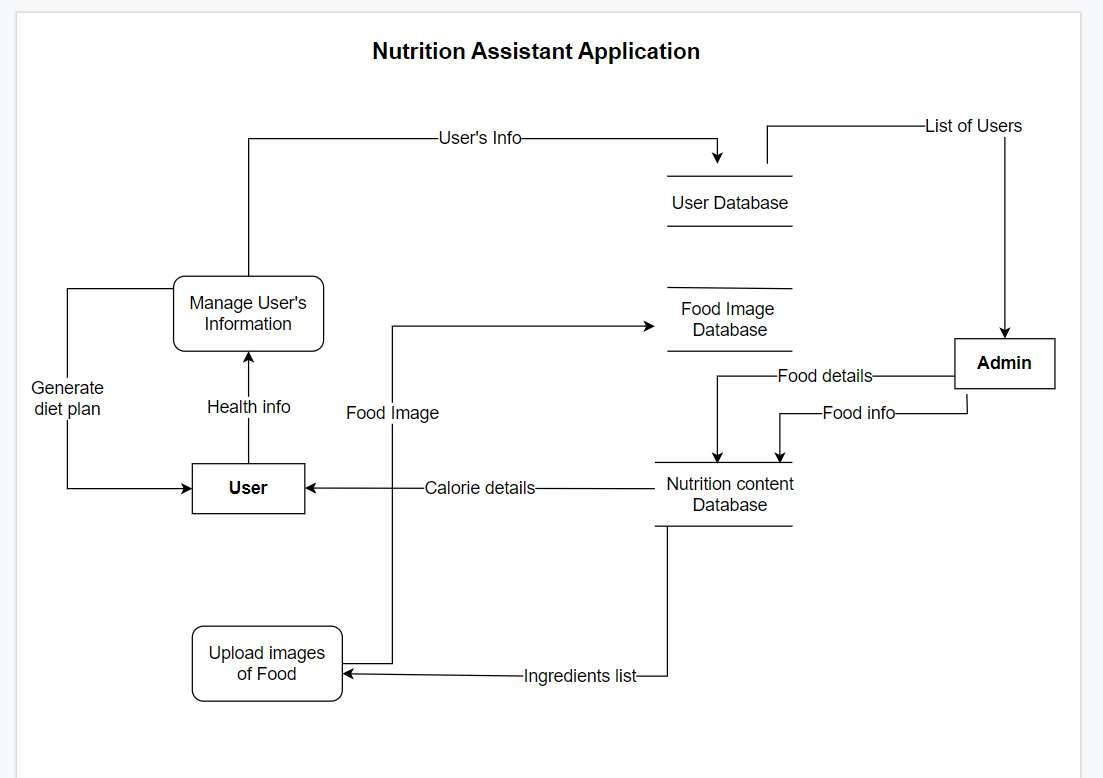 Nutrition Assistant Application
List of Users
User's Info
User Database
Manage User's
Information
Food Image
Database
Admin
Food details
Generate
diet plan
Health info
Food Image
Food info
User
Calorie details
Nutrition content
Database
Upload images
of Food
Ingredients list